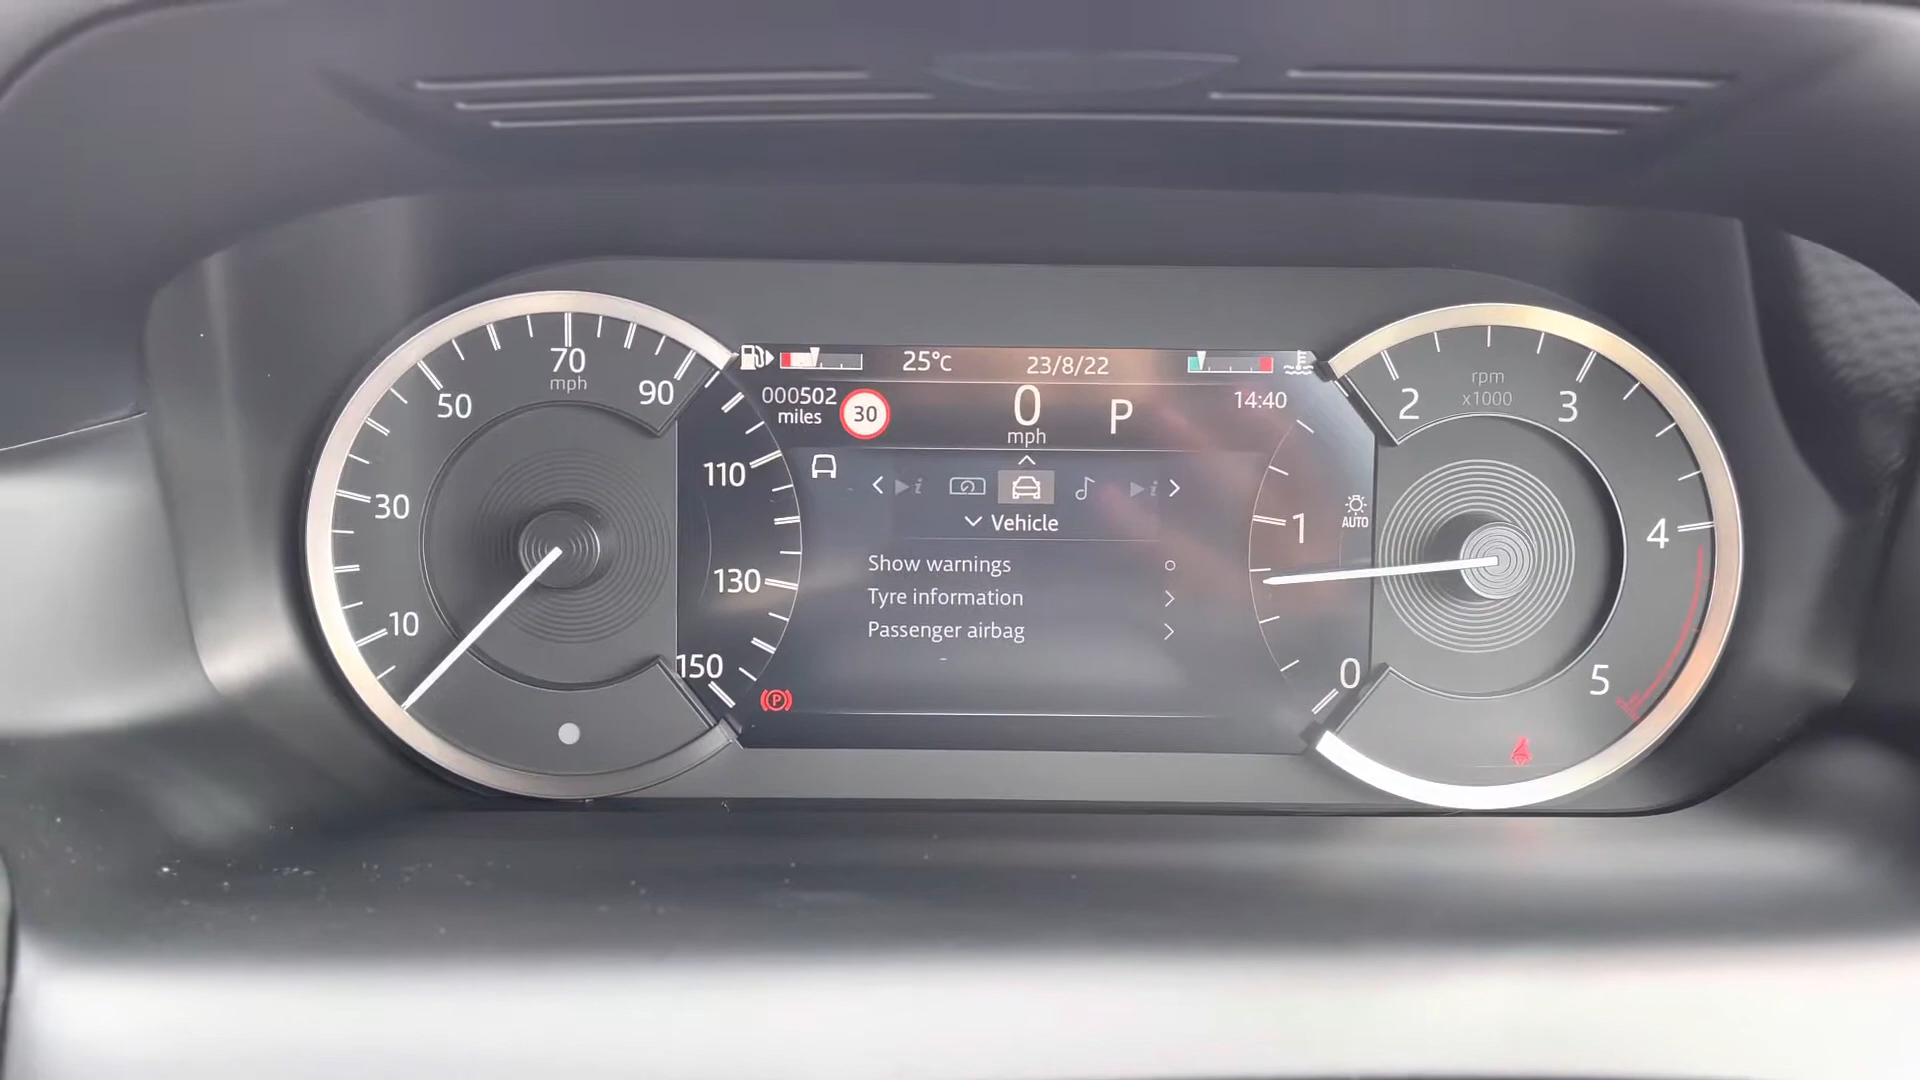 25°C 23/8/22
000502 miles 30 0 mph P 14:40
70
mph
50 90
30 110
10 130
150
Vehicle
Show warnings
Tyre information
Passenger airbag
P
AUTO
rpm
x1000
2 3
1 4
0 5